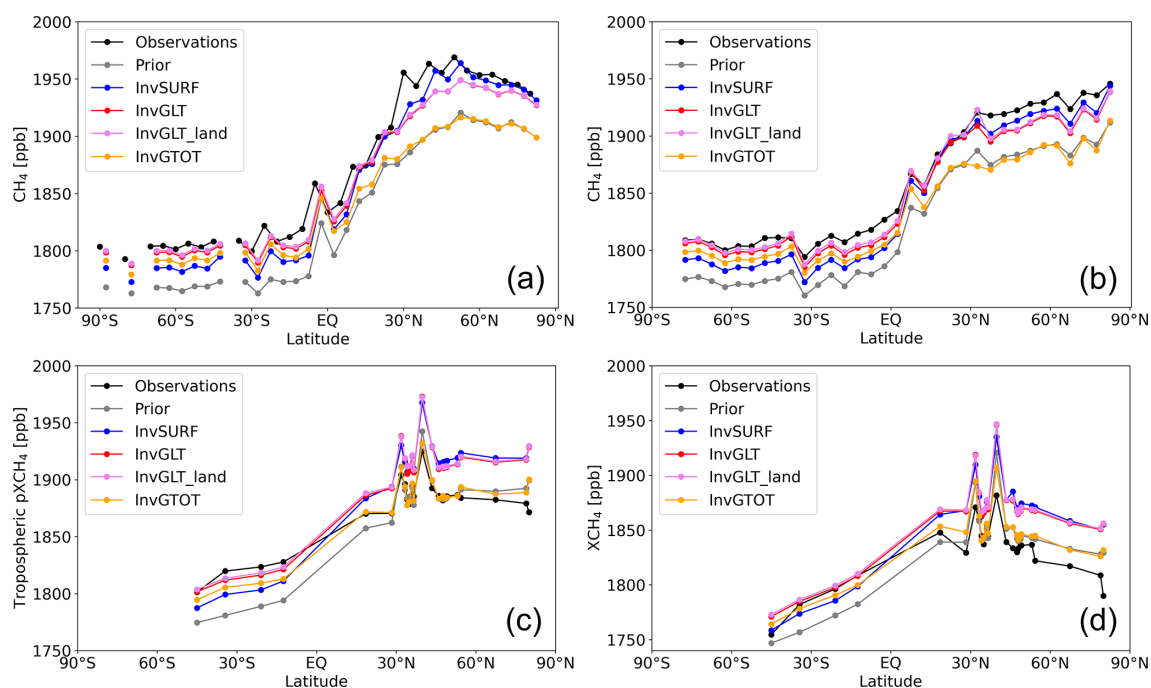 2000
1950
1900
1850
1800
1750
CH₄ [ppb]
Observations
Prior
InvSURF
InvGLT
InvGLT_land
InvGTOT
(a)
90°S 60°S 30°S EQ 30°N 60°N 90°N
Latitude
2000
1950
1900
1850
1800
1750
CH₄ [ppb]
Observations
Prior
InvSURF
InvGLT
InvGLT_land
InvGTOT
(b)
90°S 60°S 30°S EQ 30°N 60°N 90°N
Latitude
2000
1950
1900
1850
1800
1750
Tropospheric pXCH₄ [ppb]
Observations
Prior
InvSURF
InvGLT
InvGLT_land
InvGTOT
(c)
90°S 60°S 30°S EQ 30°N 60°N 90°N
Latitude
2000
1950
1900
1850
1800
1750
XCH₄ [ppb]
Observations
Prior
InvSURF
InvGLT
InvGLT_land
InvGTOT
(d)
90°S 60°S 30°S EQ 30°N 60°N 90°N
Latitude